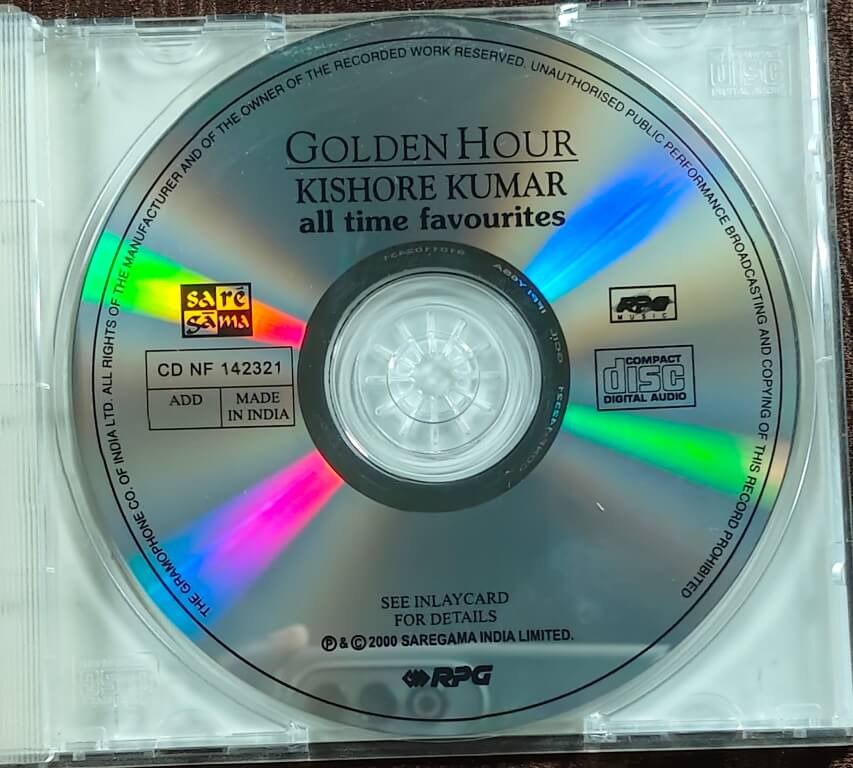 THE GRAMOPHONE CO. OF INDIA LTD. ALL RIGHTS OF THE MANUFACTURER AND OF THE OWNER OF THE RECORDED WORK RESERVED. UNAUTHORISED PUBLIC PERFORMANCE BROADCASTING AND COPYING OF THIS RECORD PROHIBITED
GOLDEN HOUR
KISHORE KUMAR
all time favourites
sa rē
gā ma
RPG
MUSIC
CD NF 142321
ADD
MADE
IN INDIA
COMPACT
disc
DIGITAL AUDIO
SEE INLAYCARD
FOR DETAILS
℗ & © 2000 SAREGAMA INDIA LIMITED.
RPG